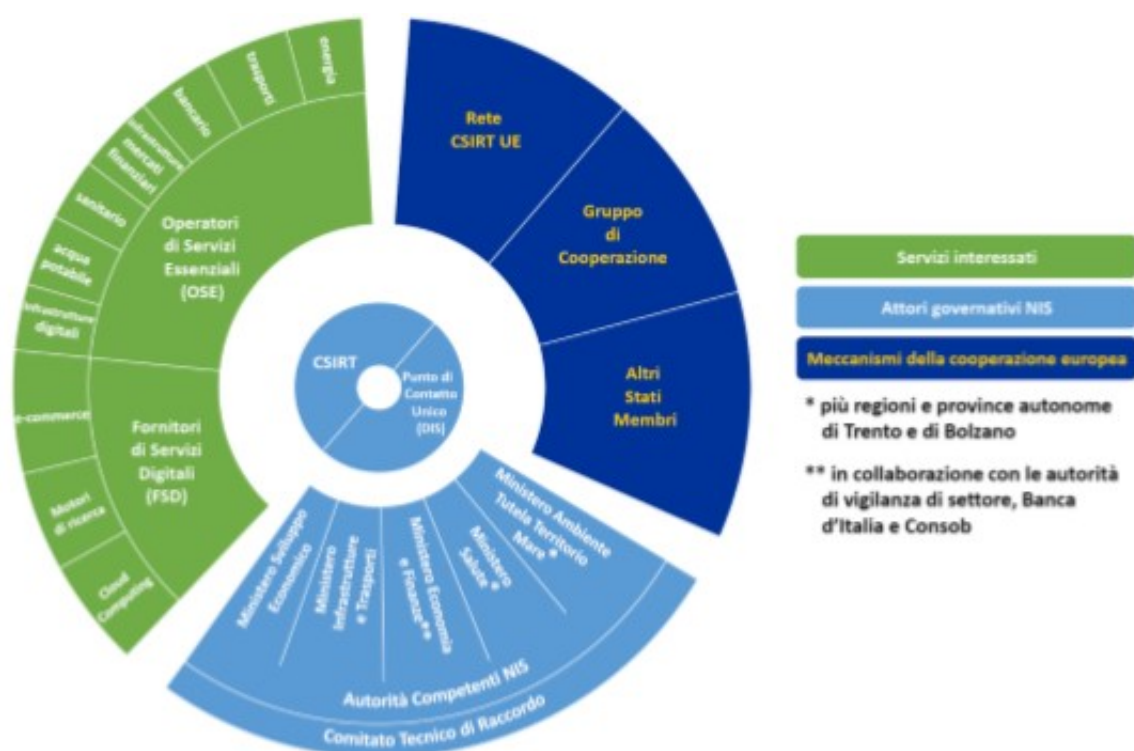 energia
trasporti
bancario
infrastrutture
mercati
finanziari
sanitario
acqua
potabile
Infrastrutture
digitali
e-commerce
Motori
di ricerca
Cloud
Computing
Operatori
di Servizi
Essenziali
(OSE)
Fornitori
di Servizi
Digitali
(FSD)
Rete
CSIRT UE
Gruppo
di
Cooperazione
Altri
Stati
Membri
CSIRT
Punto di
Contatto
Unico
(DIS)
Ministero Sviluppo
Economico
Ministero
Infrastrutture
e Trasporti
Ministero Economia
e Finanze**
Ministero
Salute*
Ministero Ambiente
Tutela Territorio
Mare*
Autorità Competenti NIS
Comitato Tecnico di Raccordo
Servizi interessati
Attori governativi NIS
Meccanismi della cooperazione europea
* più regioni e province autonome
di Trento e di Bolzano
** in collaborazione con le autorità
di vigilanza di settore, Banca
d'Italia e Consob